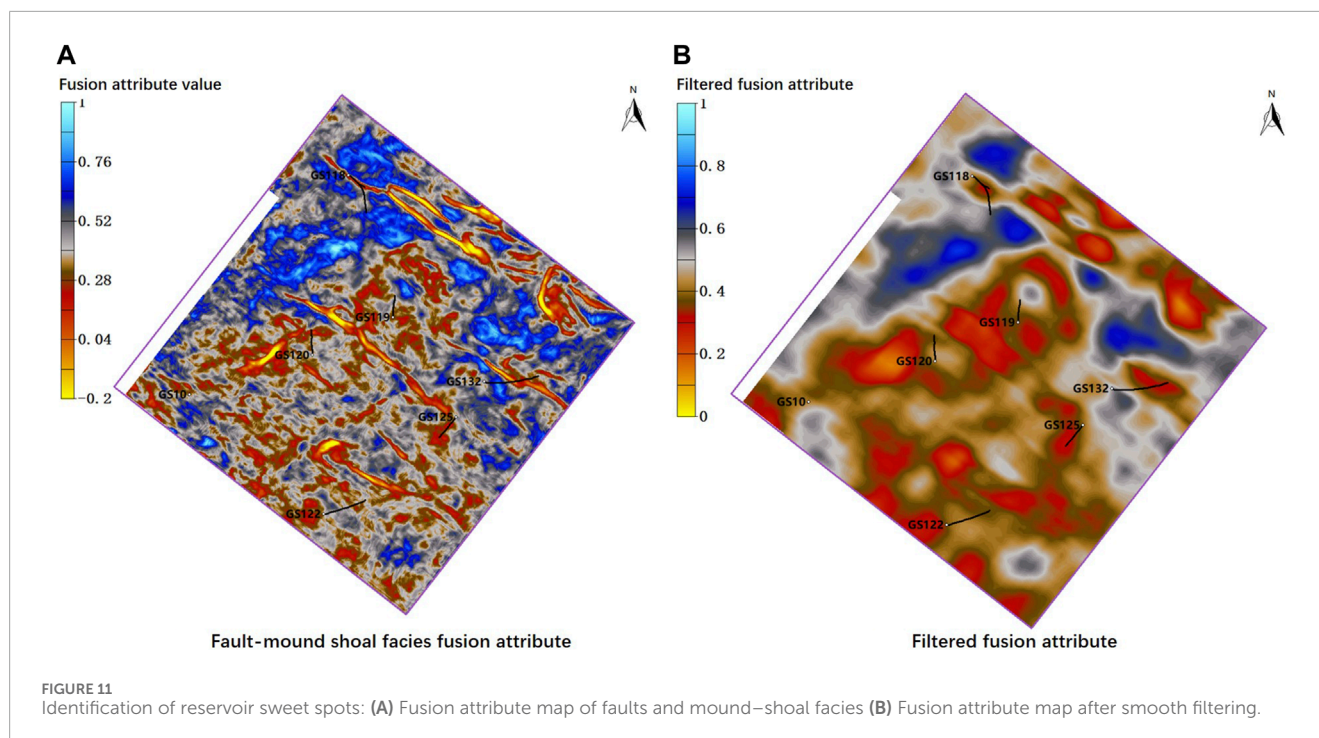 A
Fusion attribute value
1
0.76
0.52
0.28
0.04
-0.2
N
GS118
GS119
GS120
GS132
GS10
GS125
GS122
Fault-mound shoal facies fusion attribute
B
Filtered fusion attribute
1
0.8
0.6
0.4
0.2
0
N
GS118
GS119
GS120
GS132
GS10
GS125
GS122
Filtered fusion attribute
FIGURE 11
Identification of reservoir sweet spots: (A) Fusion attribute map of faults and mound–shoal facies (B) Fusion attribute map after smooth filtering.